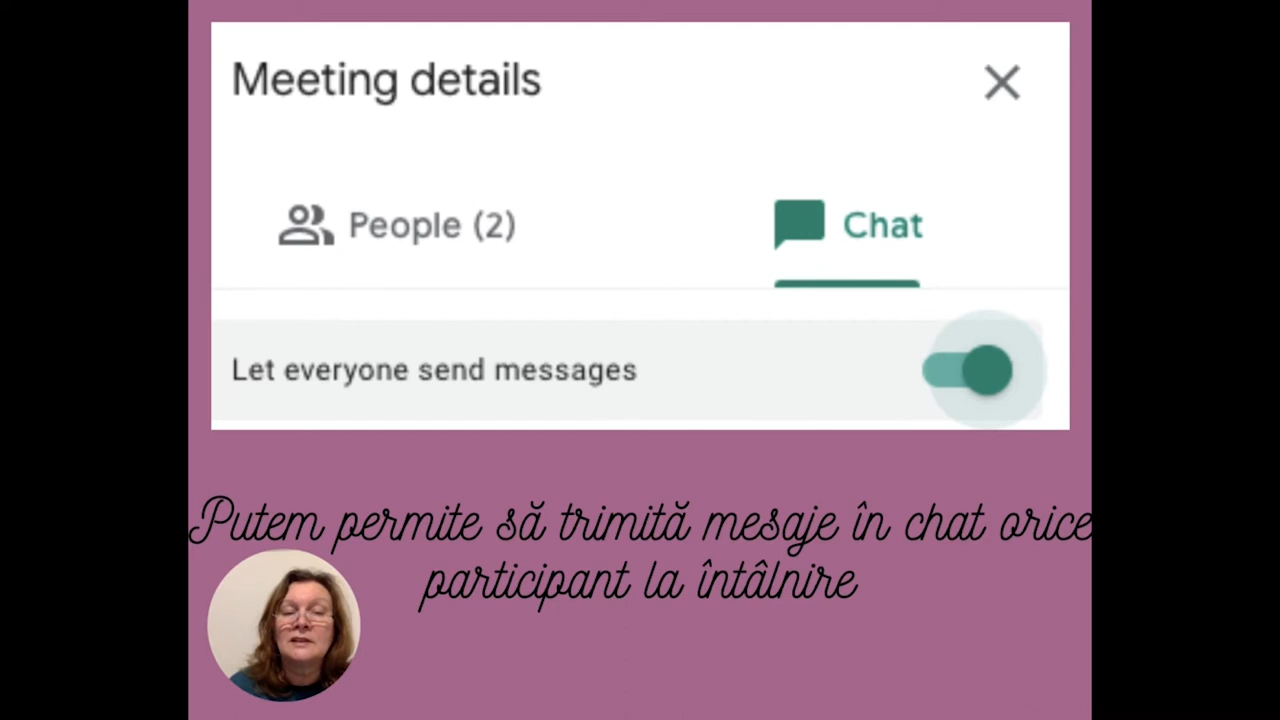 Meeting details
People (2)
Chat
Let everyone send messages
Putem permite să trimită mesaje în chat orice
participant la întâlnire